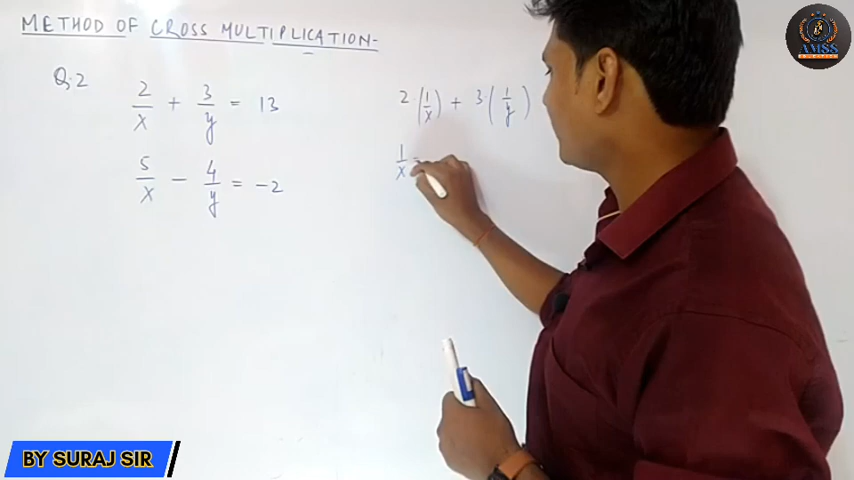 METHOD OF CROSS MULTIPLICATION-
Q.2
2/x + 3/y = 13
5/x - 4/y = -2
2 (1/x) + 3 (1/y)
1/x =
AMSS
EDUCATION
BY SURAJ SIR